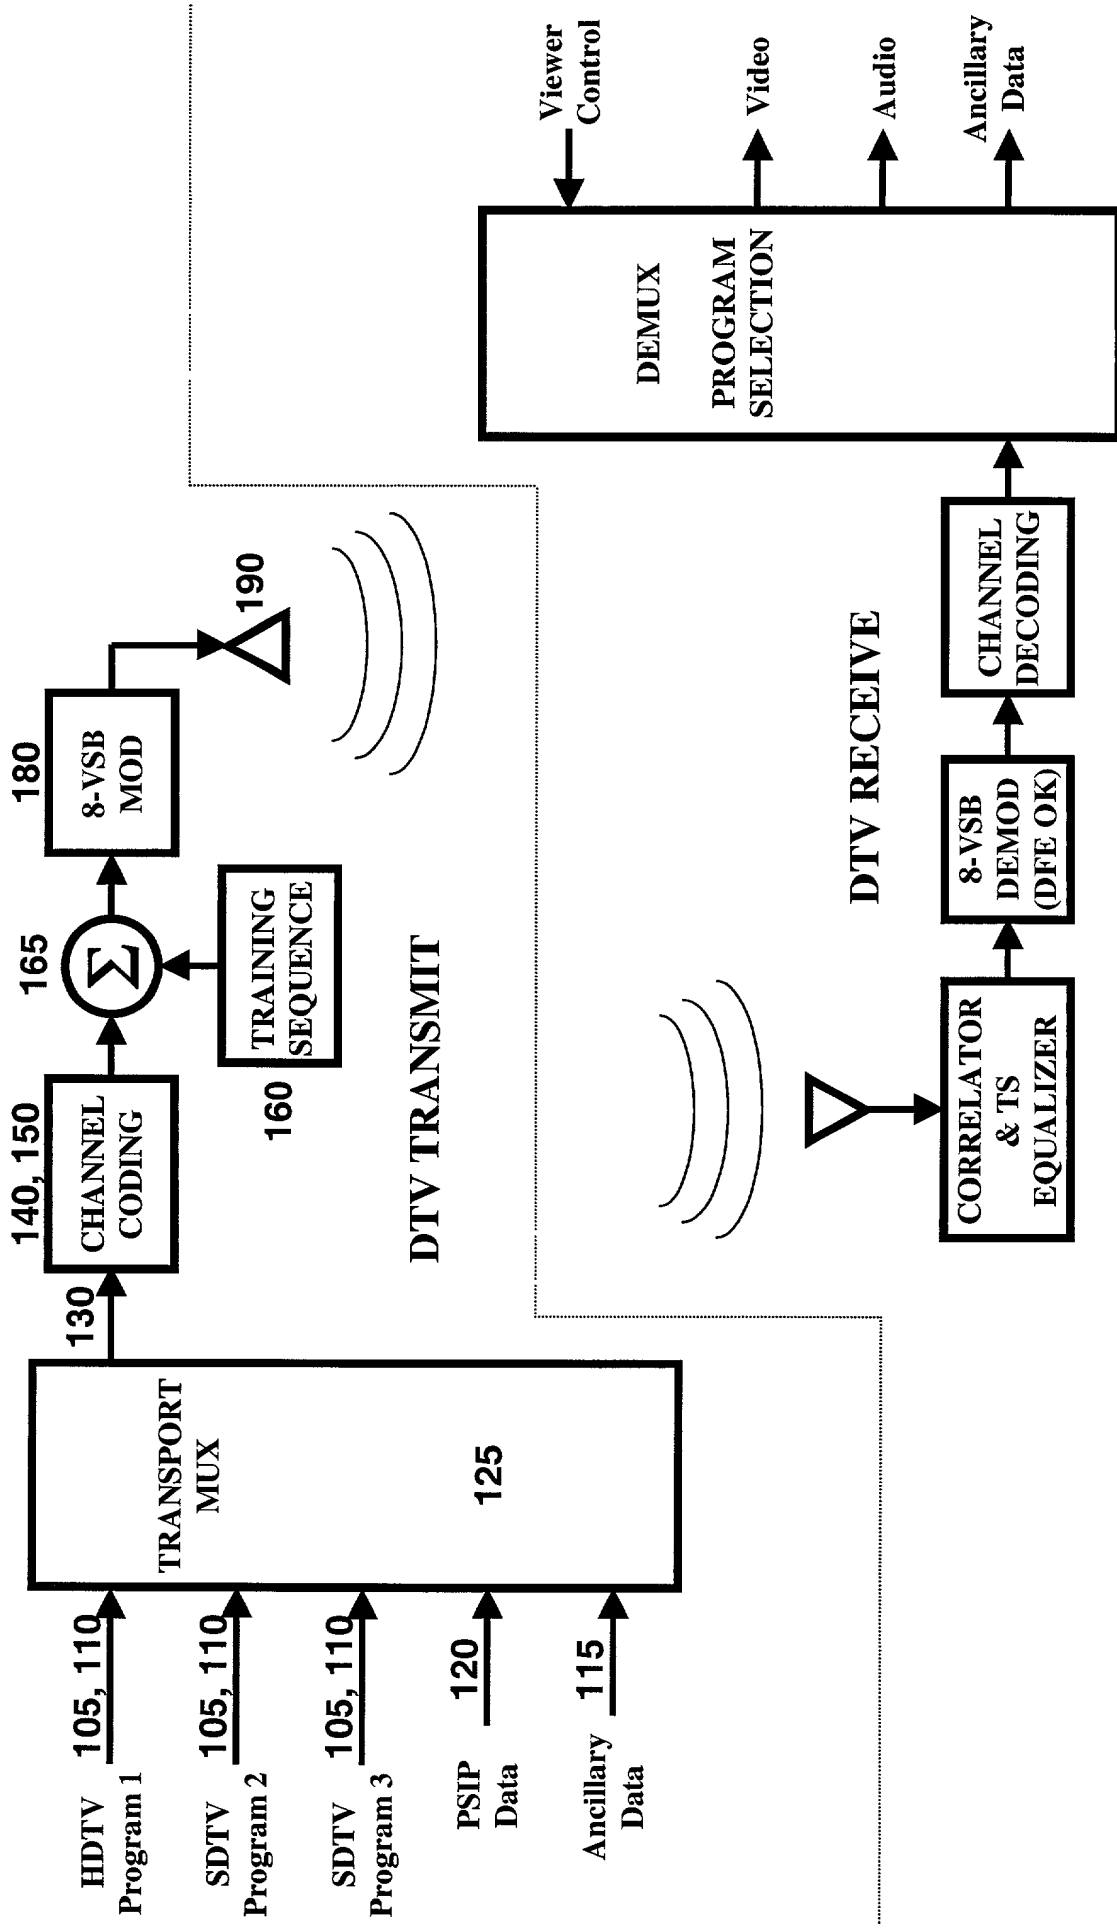 HDTV
Program 1
105, 110
SDTV
Program 2
105, 110
SDTV
Program 3
105, 110
PSIP
Data
120
Ancillary
Data
115
TRANSPORT
MUX
125
130
140, 150
CHANNEL
CODING
165
Σ
160
TRAINING
SEQUENCE
180
8-VSB
MOD
190
DTV TRANSMIT
DTV RECEIVE
CORRELATOR
& TS
EQUALIZER
8-VSB
DEMOD
(DFE OK)
CHANNEL
DECODING
DEMUX
PROGRAM
SELECTION
Viewer
Control
Video
Audio
Ancillary
Data